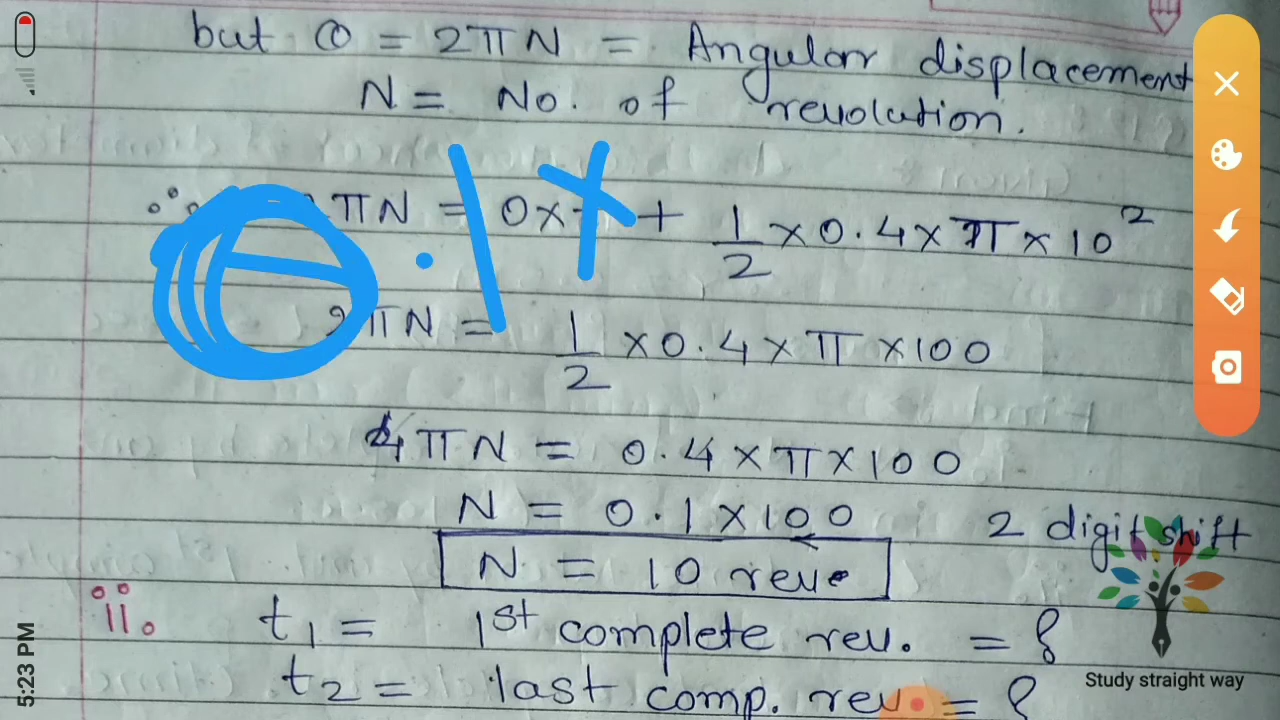 but θ = 2πN = Angular displacement
N = No. of revolution.
∴ 2πN = 0×t + 1/2 × 0.4 × π × 10²
2πN = 1/2 × 0.4 × π × 100
4πN = 0.4 × π × 100
N = 0.1 × 100 2 digit shift
N = 10 rev.
ii. t₁ = 1st complete rev. = ?
t₂ = last comp. rev = ?
θ . 1 x
Study straight way
5:23 PM